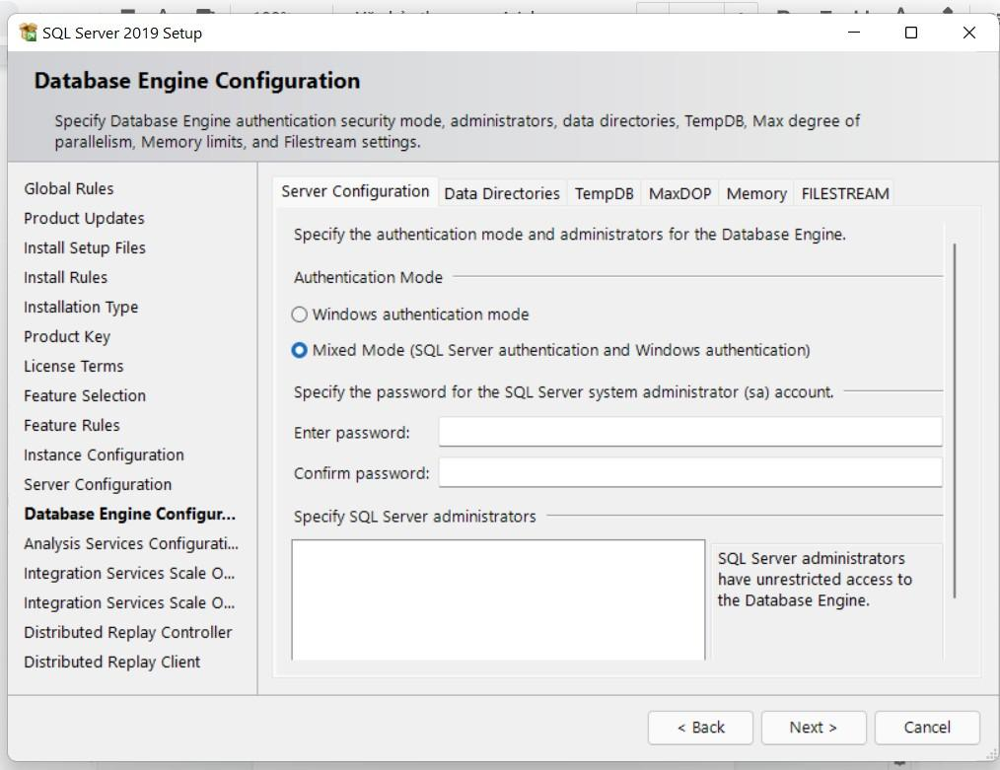 SQL Server 2019 Setup
Database Engine Configuration
Specify Database Engine authentication security mode, administrators, data directories, TempDB, Max degree of
parallelism, Memory limits, and Filestream settings.
Global Rules
Product Updates
Install Setup Files
Install Rules
Installation Type
Product Key
License Terms
Feature Selection
Feature Rules
Instance Configuration
Server Configuration
Database Engine Configur...
Analysis Services Configurati...
Integration Services Scale O...
Integration Services Scale O...
Distributed Replay Controller
Distributed Replay Client
Server Configuration Data Directories TempDB MaxDOP Memory FILESTREAM
Specify the authentication mode and administrators for the Database Engine.
Authentication Mode
Windows authentication mode
Mixed Mode (SQL Server authentication and Windows authentication)
Specify the password for the SQL Server system administrator (sa) account.
Enter password:
Confirm password:
Specify SQL Server administrators
SQL Server administrators
have unrestricted access to
the Database Engine.
< Back Next > Cancel